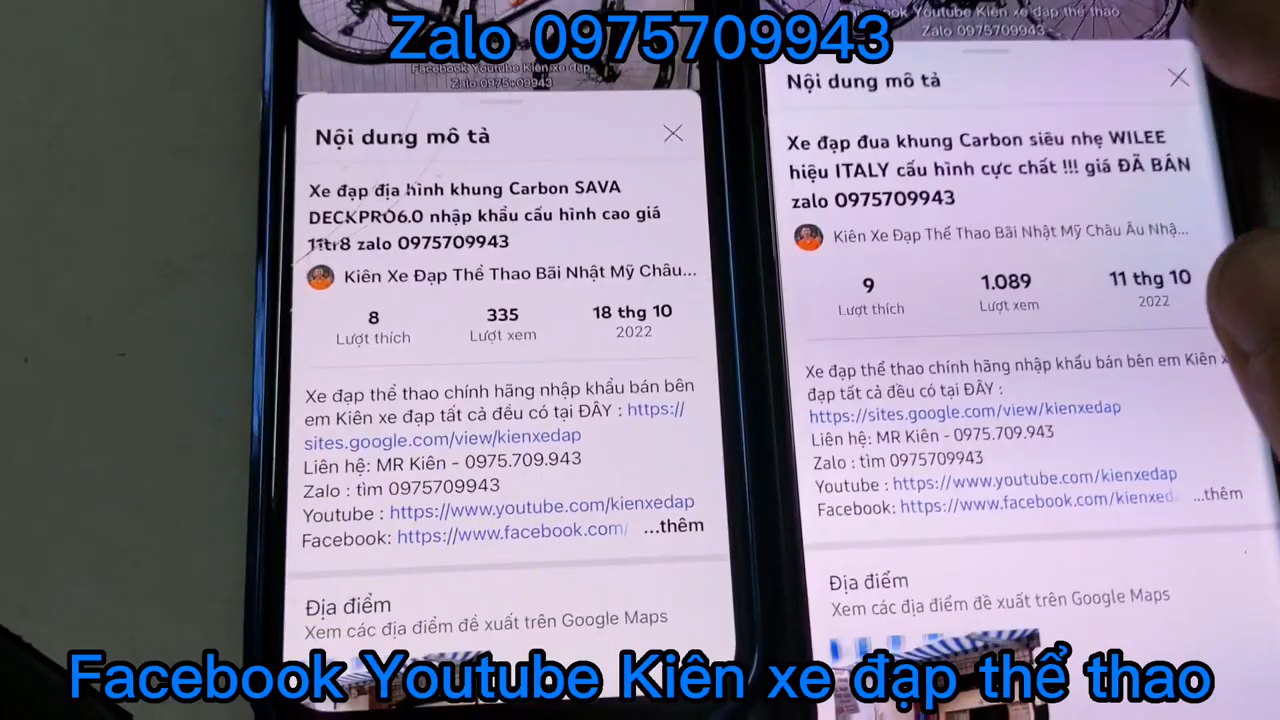 Zalo 0975709943
Facebook Youtube Kiên xe đạp
Nội dung mô tả
Xe đạp địa hình khung Carbon SAVA
DECKPRO6.0 nhập khẩu cấu hình cao giá
11tr8 zalo 0975709943
Kiên Xe Đạp Thể Thao Bãi Nhật Mỹ Châu...
8
335
18 thg 10
Lượt thích
Lượt xem
2022
Xe đạp thể thao chính hãng nhập khẩu bán bên
em Kiên xe đạp tất cả đều có tại ĐÂY : https://
sites.google.com/view/kienxedap
Liên hệ: MR Kiên - 0975.709.943
Zalo : tìm 0975709943
Youtube : https://www.youtube.com/kienxedap
Facebook: https://www.facebook.com/ ...thêm
Địa điểm
Xem các địa điểm đề xuất trên Google Maps
Youtube Kiên xe đạp thể thao
Zalo 0975709943
Nội dung mô tả
Xe đạp đua khung Carbon siêu nhẹ WILEE
hiệu ITALY cấu hình cực chất !!! giá ĐÃ BÁN
zalo 0975709943
Kiên Xe Đạp Thể Thao Bãi Nhật Mỹ Châu Âu Nhậ...
9
1.089
11 thg 10
Lượt thích
Lượt xem
2022
Xe đạp thể thao chính hãng nhập khẩu bán bên em Kiên x
đạp tất cả đều có tại ĐÂY :
https://sites.google.com/view/kienxedap
Liên hệ: MR Kiên - 0975.709.943
Zalo : tìm 0975709943
Youtube : https://www.youtube.com/kienxedap
Facebook: https://www.facebook.com/kienxed ...thêm
Địa điểm
Xem các địa điểm đề xuất trên Google Maps
Facebook Youtube Kiên xe đạp thể thao